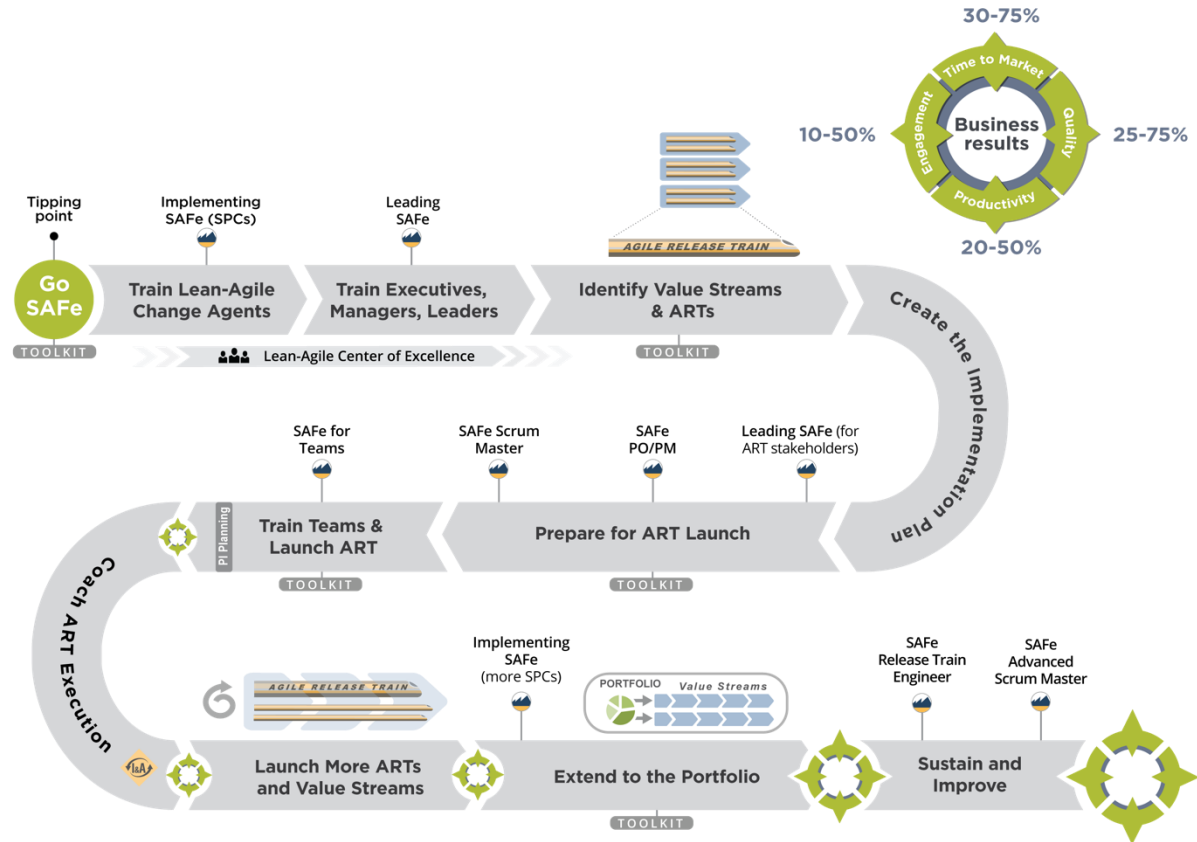 30-75%
Time to Market
Engagement
Business
results
Quality
10-50%
25-75%
Productivity
20-50%
Tipping
point
Implementing
SAFe (SPCs)
Leading
SAFe
AGILE RELEASE TRAIN
Go
SAFe
Train Lean-Agile
Change Agents
Train Executives,
Managers, Leaders
Identify Value Streams
& ARTs
Create the Implementation Plan
TOOLKIT
Lean-Agile Center of Excellence
TOOLKIT
SAFe for
Teams
SAFe Scrum
Master
SAFe
PO/PM
Leading SAFe (for
ART stakeholders)
PI Planning
Train Teams &
Launch ART
Prepare for ART Launch
TOOLKIT
TOOLKIT
Coach ART Execution
I&A
AGILE RELEASE TRAIN
Implementing
SAFe
(more SPCs)
PORTFOLIO
Value Streams
SAFe
Release Train
Engineer
SAFe
Advanced
Scrum Master
Launch More ARTs
and Value Streams
Extend to the Portfolio
Sustain and
Improve
TOOLKIT